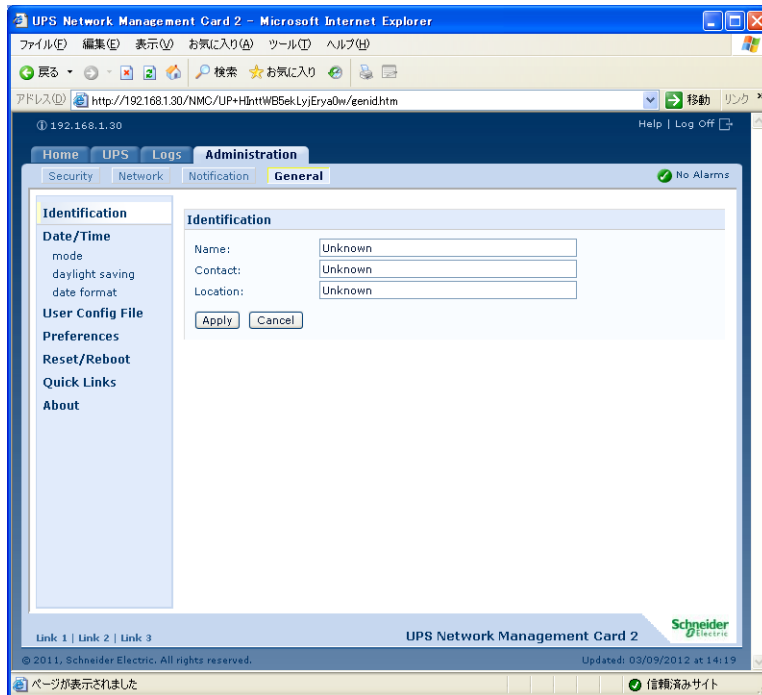 UPS Network Management Card 2 - Microsoft Internet Explorer
ファイル(F) 編集(E) 表示(V) お気に入り(A) ツール(T) ヘルプ(H)
戻る 検索 お気に入り
アドレス(D) http://192.168.1.30/NMC/UP+HInttWB5ekLyjErya0w/genid.htm 移動 リンク »
192.168.1.30 Help | Log Off
Home UPS Logs Administration
Security Network Notification General No Alarms
Identification
Date/Time
mode
daylight saving
date format
User Config File
Preferences
Reset/Reboot
Quick Links
About
Identification
Name: Unknown
Contact: Unknown
Location: Unknown
Apply Cancel
Link 1 | Link 2 | Link 3
UPS Network Management Card 2
Schneider Electric
© 2011, Schneider Electric. All rights reserved.
Updated: 03/09/2012 at 14:19
ページが表示されました 信頼済みサイト